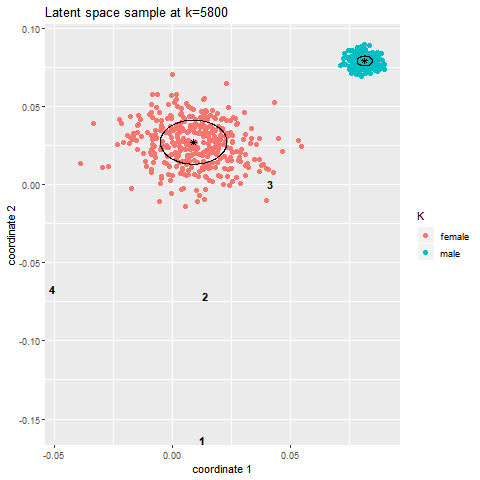 Latent space sample at k=5800
0.10
0.05
0.00
-0.05
-0.10
-0.15
coordinate 2
3
4
2
1
-0.05
0.00
0.05
coordinate 1
K
female
male